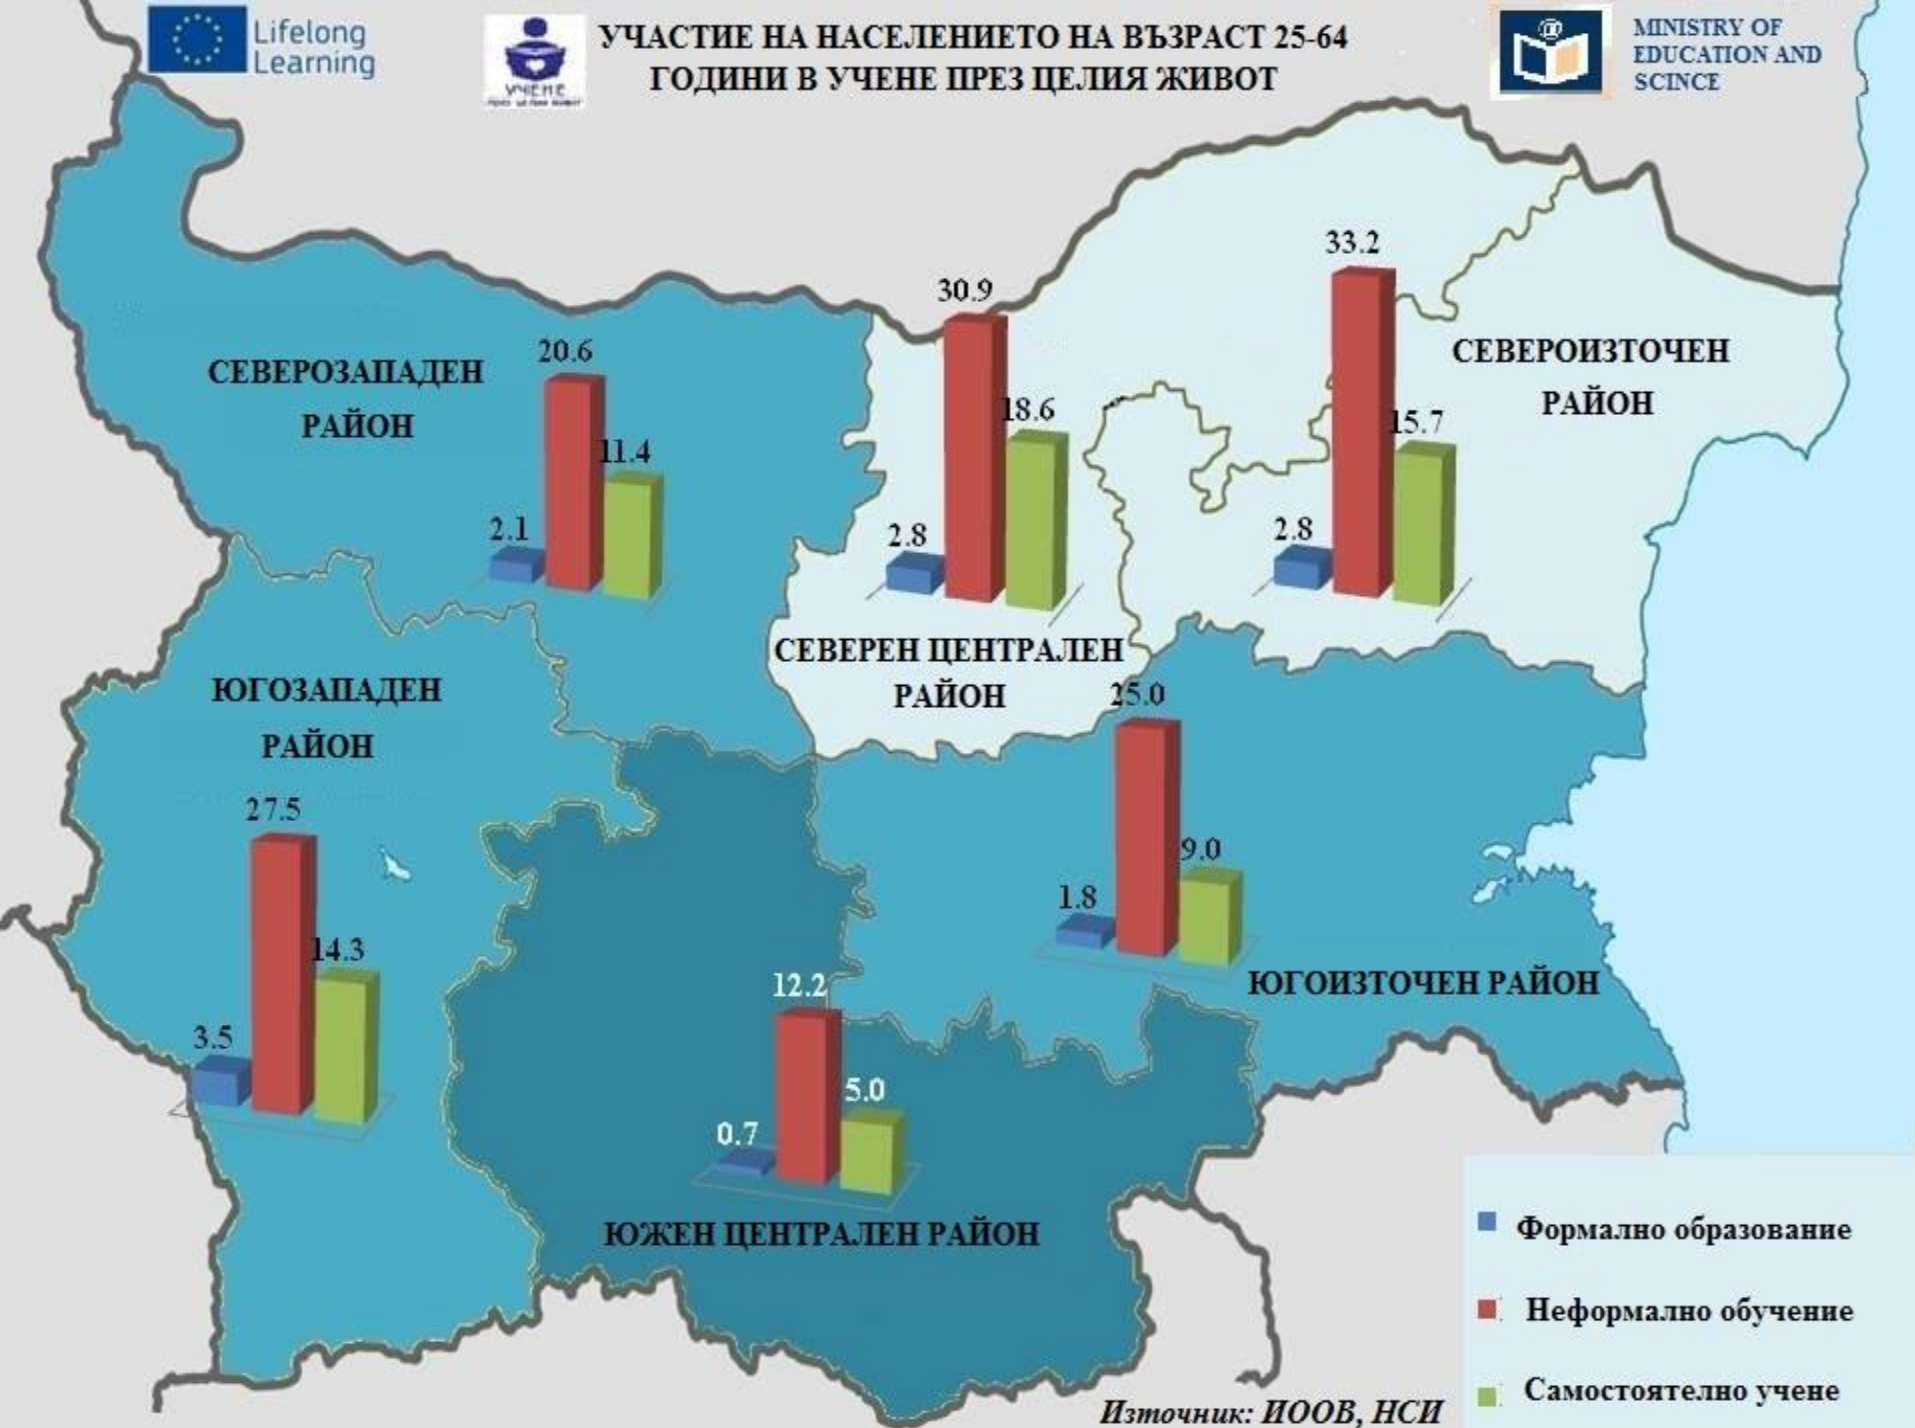 Lifelong
Learning
УЧЕНЕ
ПРЕЗ ЦЕЛИЯ ЖИВОТ
УЧАСТИЕ НА НАСЕЛЕНИЕТО НА ВЪЗРАСТ 25-64
ГОДИНИ В УЧЕНЕ ПРЕЗ ЦЕЛИЯ ЖИВОТ
@
MINISTRY OF
EDUCATION AND
SCINCE
СЕВЕРОЗАПАДЕН
РАЙОН
2.1
20.6
11.4
2.8
30.9
18.6
СЕВЕРЕН ЦЕНТРАЛЕН
РАЙОН
2.8
33.2
15.7
СЕВЕРОИЗТОЧЕН
РАЙОН
ЮГОЗАПАДЕН
РАЙОН
3.5
27.5
14.3
1.8
25.0
9.0
ЮГОИЗТОЧЕН РАЙОН
0.7
12.2
5.0
ЮЖЕН ЦЕНТРАЛЕН РАЙОН
Формално образование
Неформално обучение
Самостоятелно учене
Източник: ИООВ, НСИ